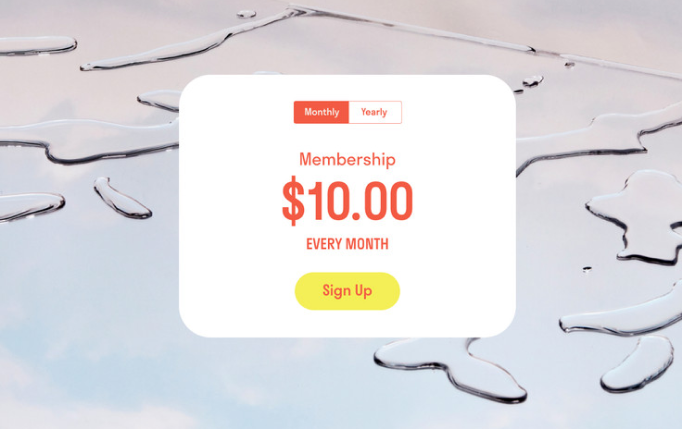 Monthly Yearly
Membership
$10.00
EVERY MONTH
Sign Up